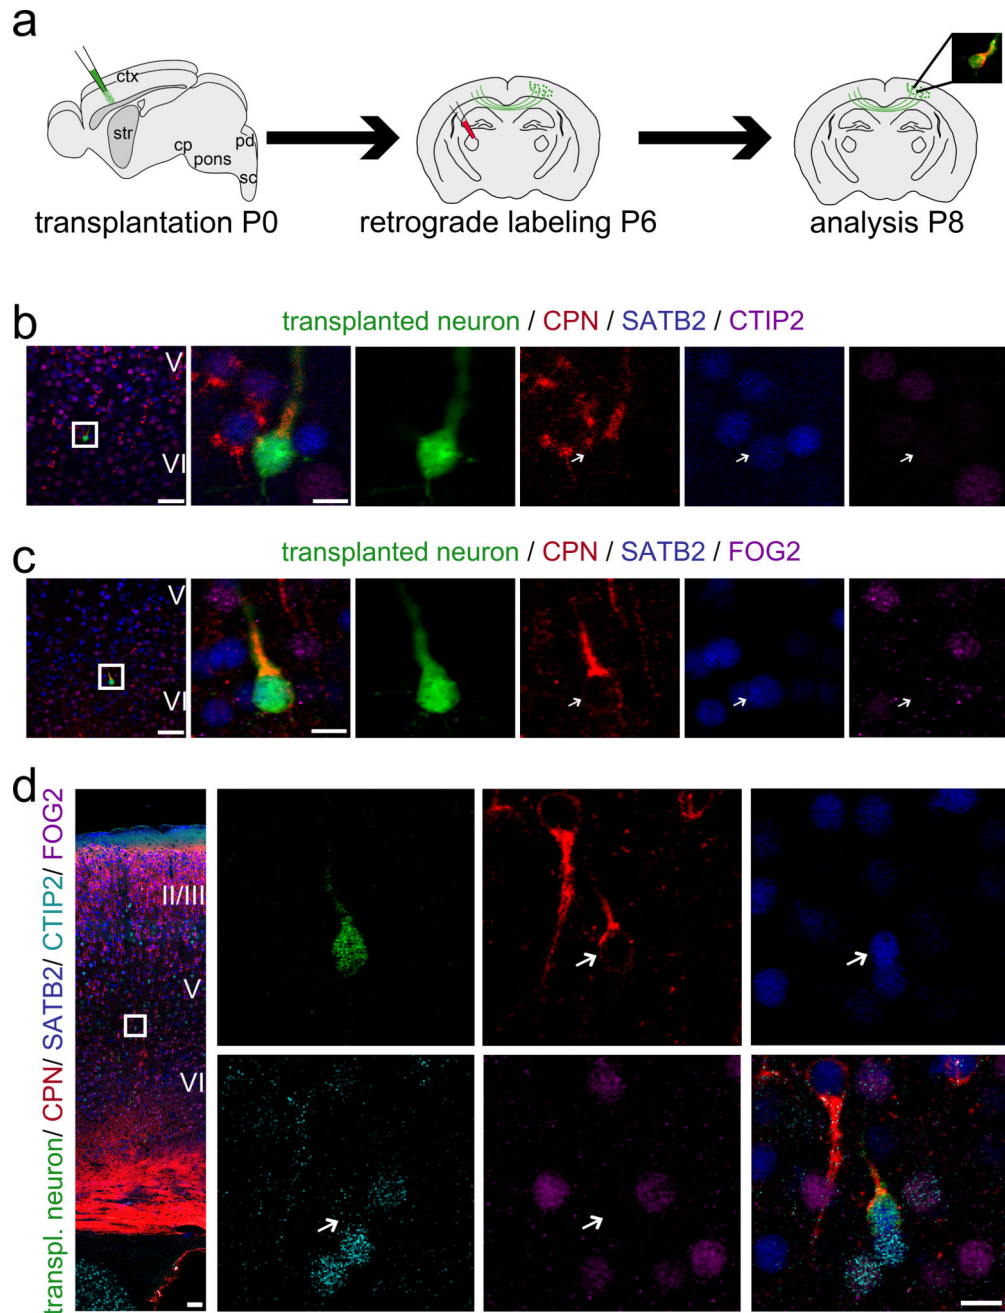 a
ctx
str
cp
pons
pd
sc
transplantation P0
retrograde labeling P6
analysis P8
b
transplanted neuron / CPN / SATB2 / CTIP2
V
VI
c
transplanted neuron / CPN / SATB2 / FOG2
V
VI
d
transpl. neuron/ CPN/ SATB2/ CTIP2/ FOG2
II/III
V
VI